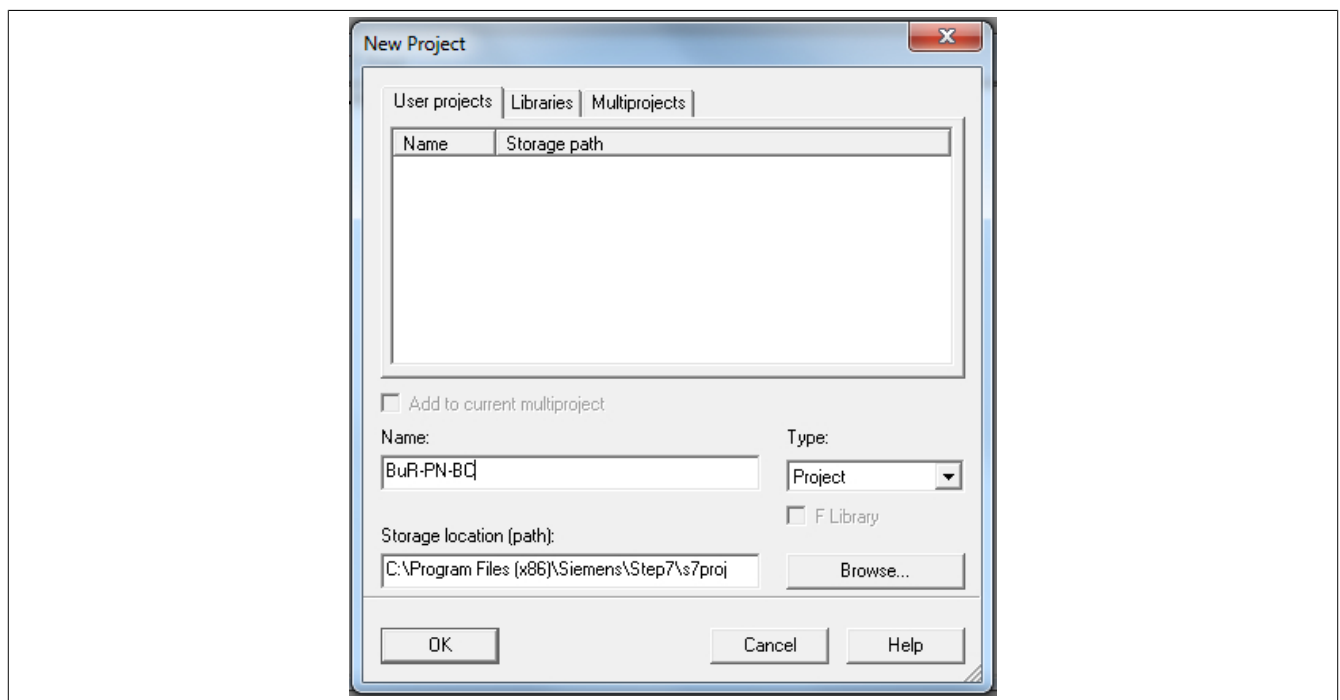 New Project
User projects Libraries Multiprojects
Name Storage path
Add to current multiproject
Name: Type:
BuR-PN-BC Project
F Library
Storage location (path):
C:\Program Files (x86)\Siemens\Step7\s7proj Browse...
OK Cancel Help